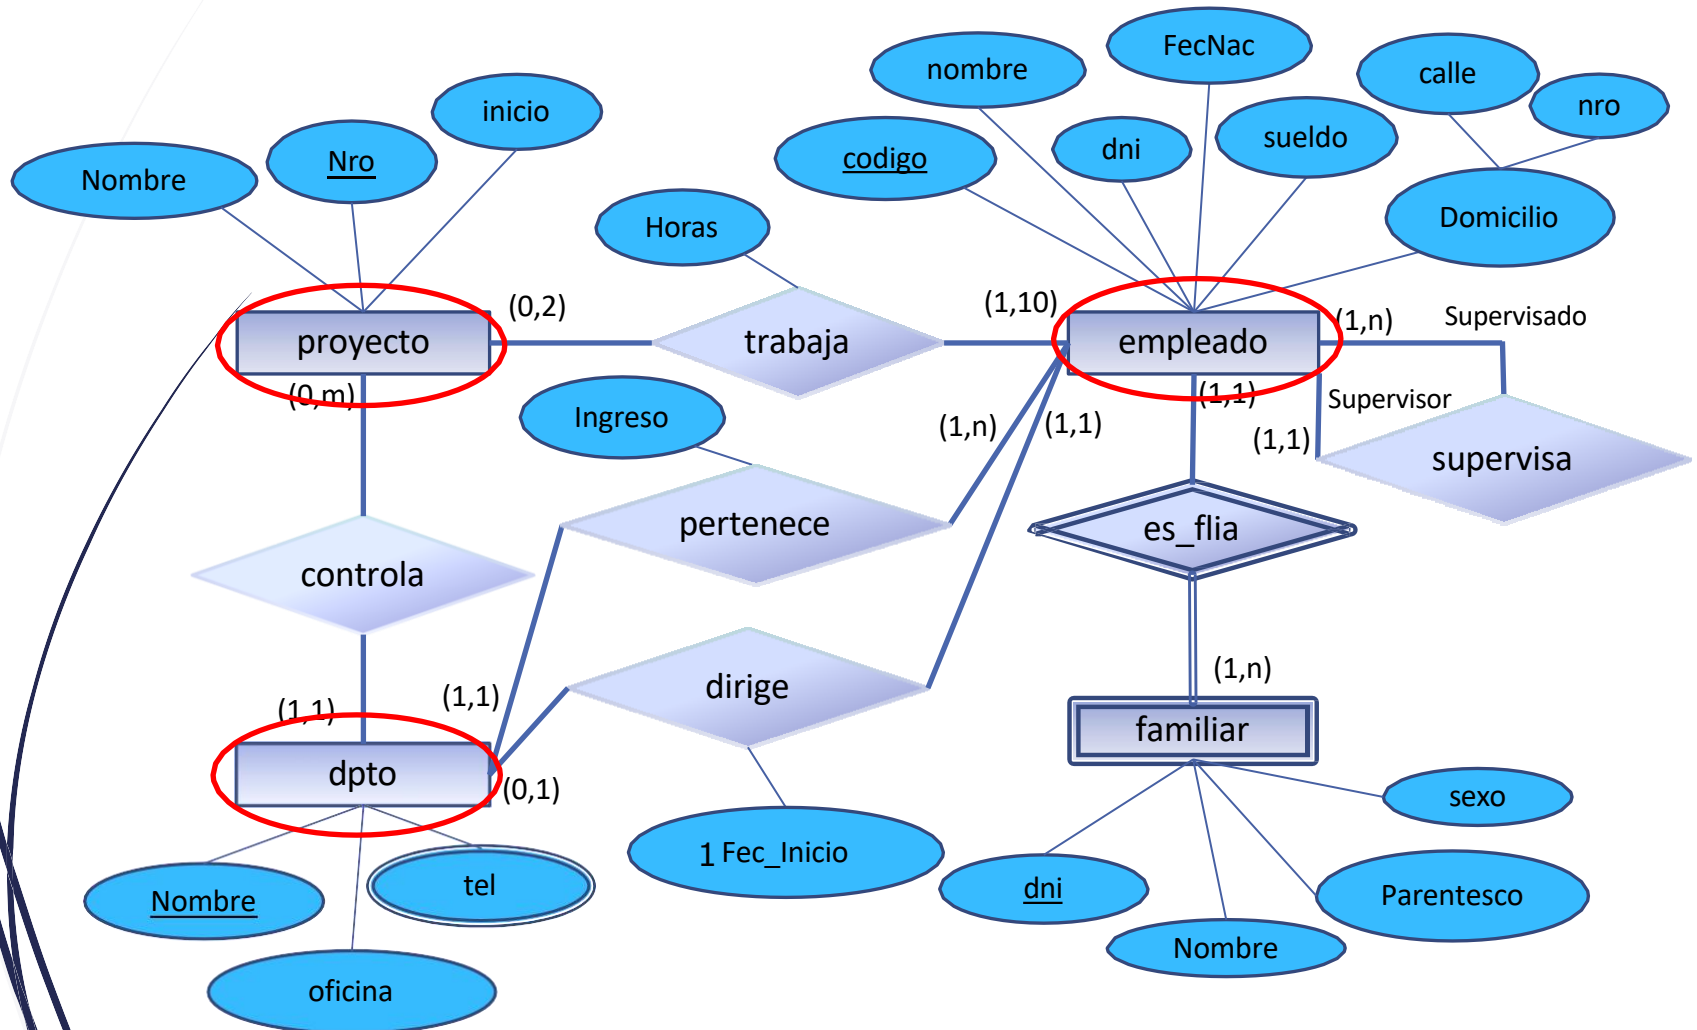 FecNac
nombre
calle
nro
inicio
Nro
Nombre
codigo
dni
sueldo
Domicilio
Horas
(0,2)
(1,10)
(1,n)
Supervisado
proyecto
trabaja
empleado
(0,m)
(1,1)
Supervisor
Ingreso
(1,n)
(1,1)
(1,1)
supervisa
pertenece
es_flia
controla
(1,n)
dirige
(1,1)
(1,1)
familiar
dpto
(0,1)
sexo
1 Fec_Inicio
tel
Nombre
dni
Parentesco
Nombre
oficina